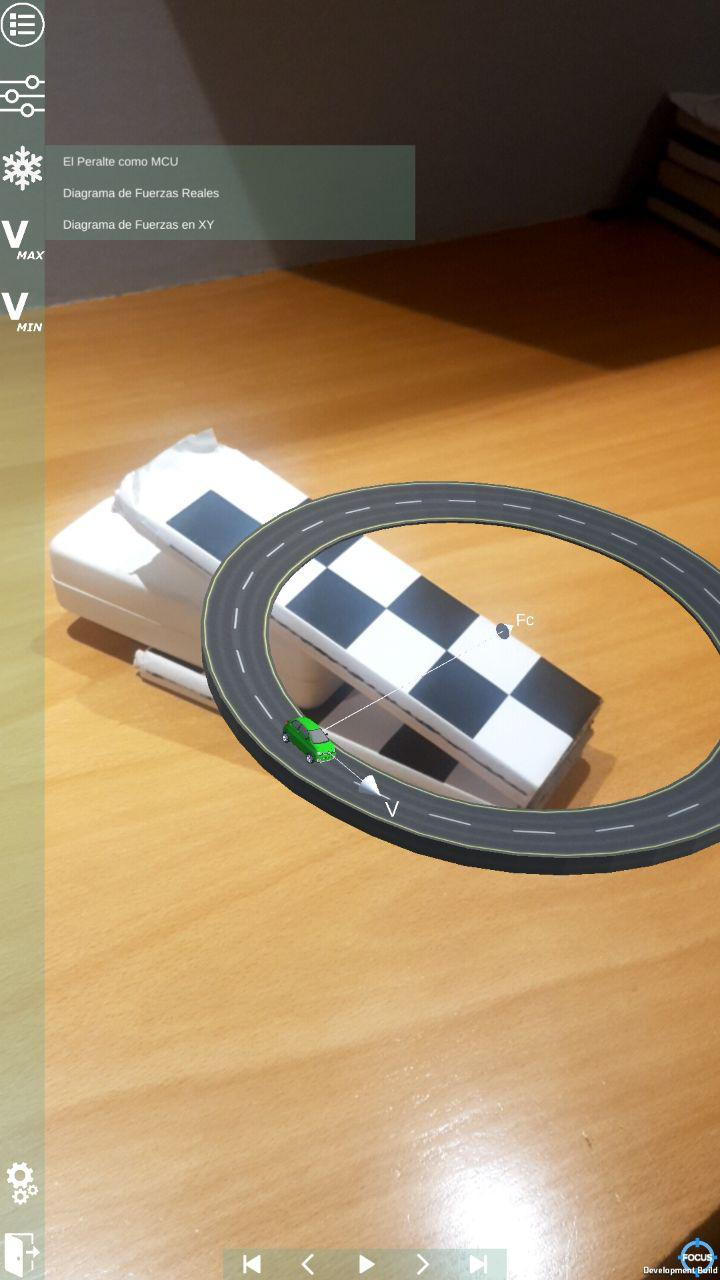 El Peralte como MCU
Diagrama de Fuerzas Reales
Diagrama de Fuerzas en XY
V MAX
V MIN
Fc
V
FOCUS
Development Build